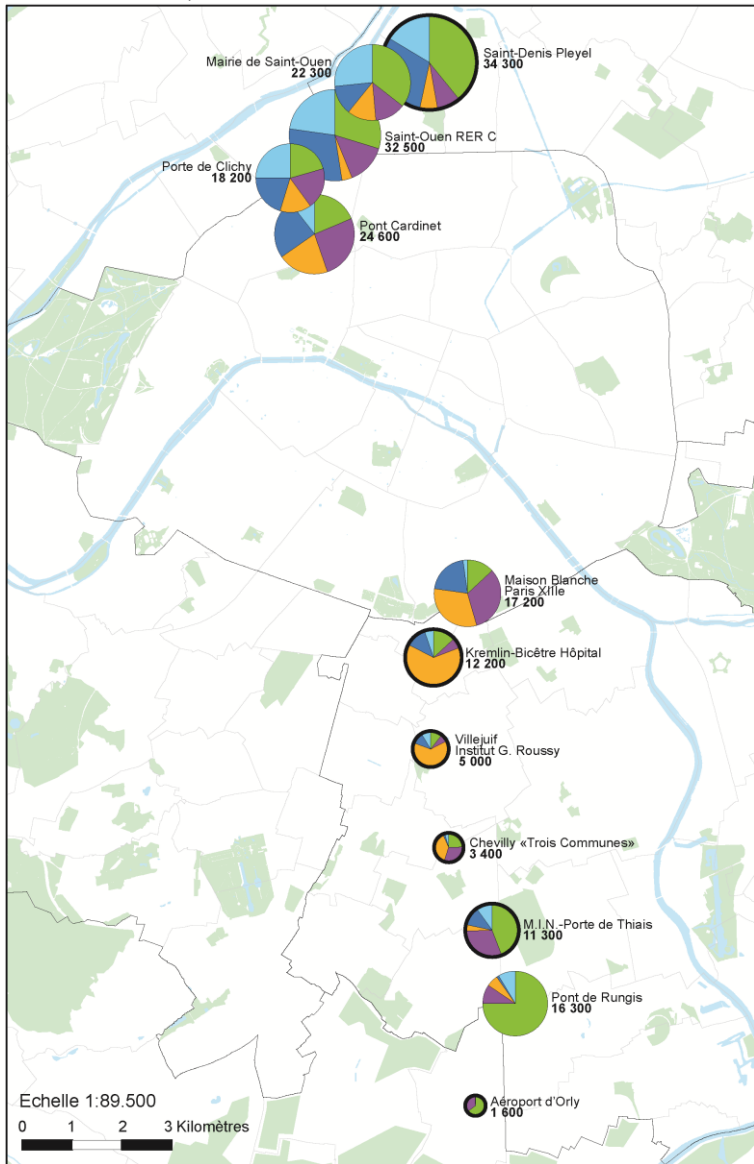 Mairie de Saint-Ouen
22 300
Saint-Denis Pleyel
34 300
Saint-Ouen RER C
32 500
Porte de Clichy
18 200
Pont Cardinet
24 600
Maison Blanche
Paris XIIIe
17 200
Kremlin-Bicêtre Hôpital
12 200
Villejuif
Institut G. Roussy
5 000
Chevilly «Trois Communes»
3 400
M.I.N.-Porte de Thiais
11 300
Pont de Rungis
16 300
Aéroport d'Orly
1 600
Echelle 1:89.500
0 1 2 3 Kilomètres